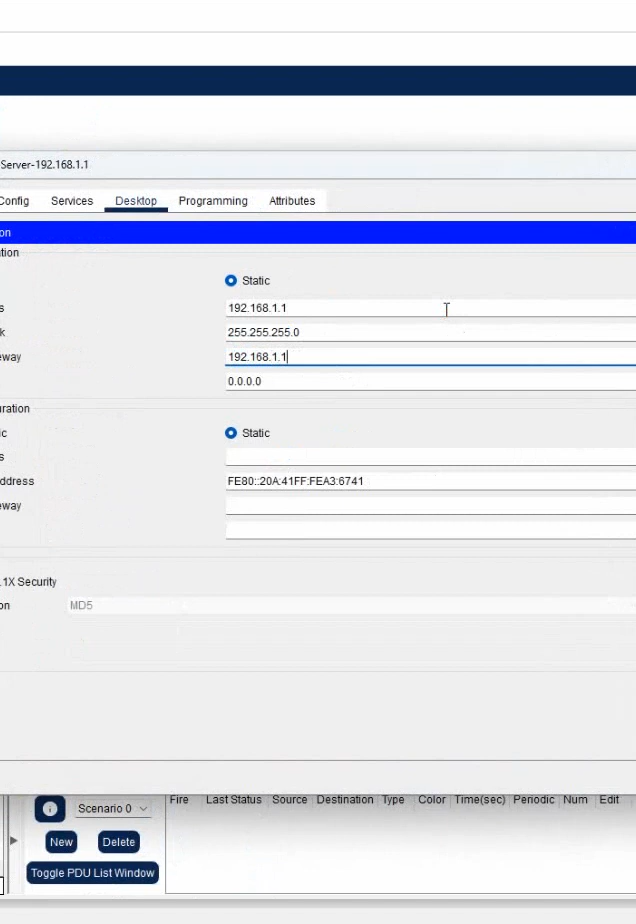 Server-192.168.1.1
Config Services Desktop Programming Attributes
on
tion
Static
s 192.168.1.1
k 255.255.255.0
way 192.168.1.1
0.0.0.0
uration
ic Static
s
ddress FE80::20A:41FF:FEA3:6741
way
.1X Security
on MD5
Scenario 0 Fire Last Status Source Destination Type Color Time(sec) Periodic Num Edit
New Delete
Toggle PDU List Window